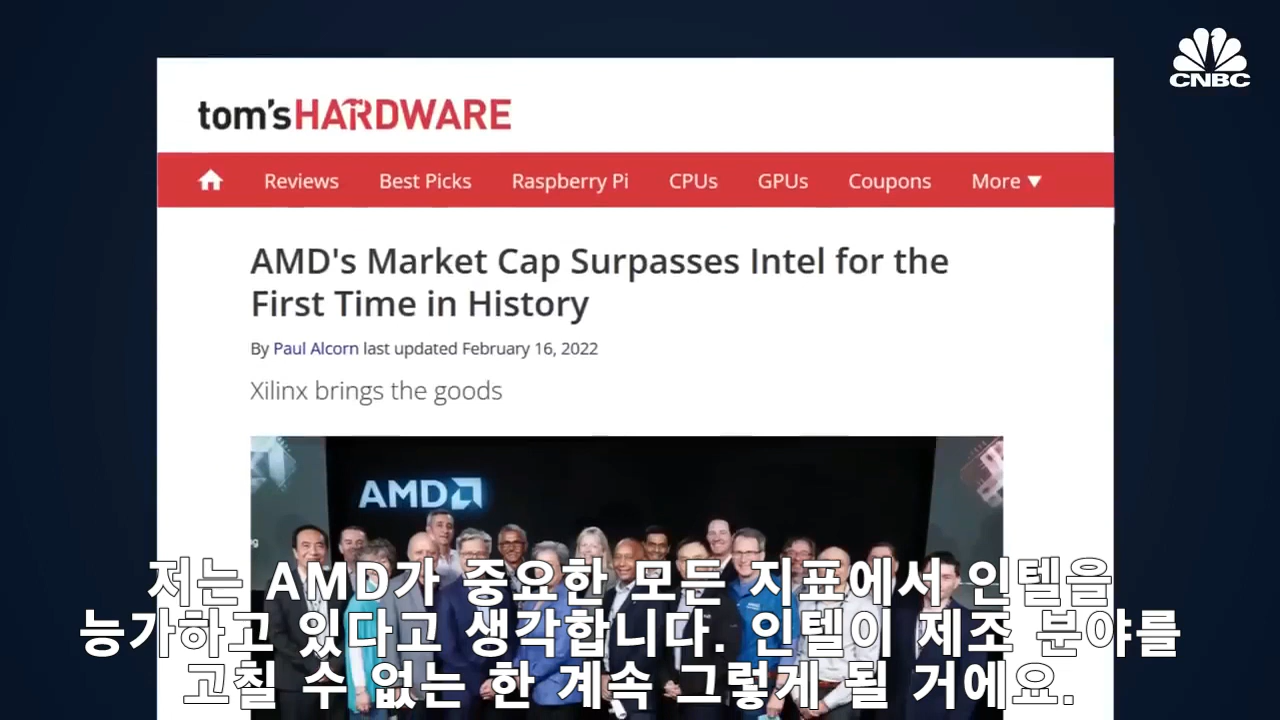 CNBC
tom'sHARDWARE
Reviews Best Picks Raspberry Pi CPUs GPUs Coupons More ▼
AMD's Market Cap Surpasses Intel for the
First Time in History
By Paul Alcorn last updated February 16, 2022
Xilinx brings the goods
AMD
저는 AMD가 중요한 모든 지표에서 인텔을
능가하고 있다고 생각합니다. 인텔이 제조 분야를
고칠 수 없는 한 계속 그렇게 될 거에요.